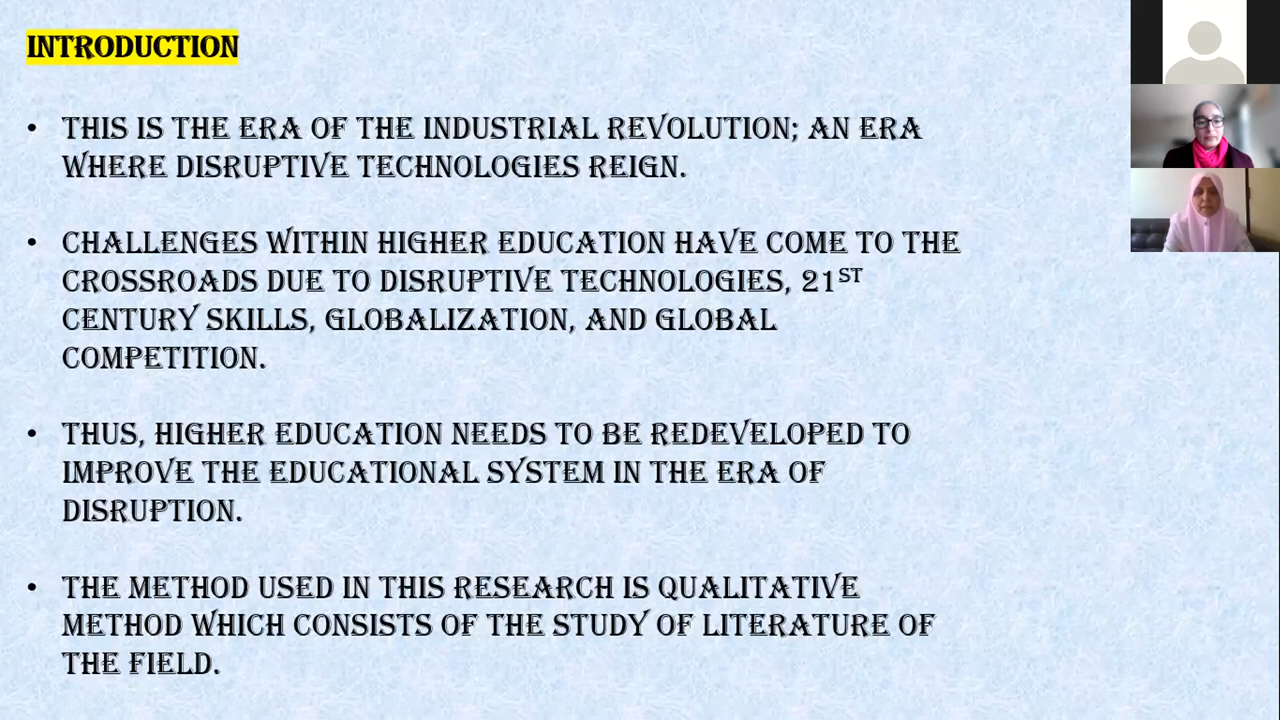 INTRODUCTION
• THIS IS THE ERA OF THE INDUSTRIAL REVOLUTION; AN ERA
WHERE DISRUPTIVE TECHNOLOGIES REIGN.
• CHALLENGES WITHIN HIGHER EDUCATION HAVE COME TO THE
CROSSROADS DUE TO DISRUPTIVE TECHNOLOGIES, 21ST
CENTURY SKILLS, GLOBALIZATION, AND GLOBAL
COMPETITION.
• THUS, HIGHER EDUCATION NEEDS TO BE REDEVELOPED TO
IMPROVE THE EDUCATIONAL SYSTEM IN THE ERA OF
DISRUPTION.
• THE METHOD USED IN THIS RESEARCH IS QUALITATIVE
METHOD WHICH CONSISTS OF THE STUDY OF LITERATURE OF
THE FIELD.